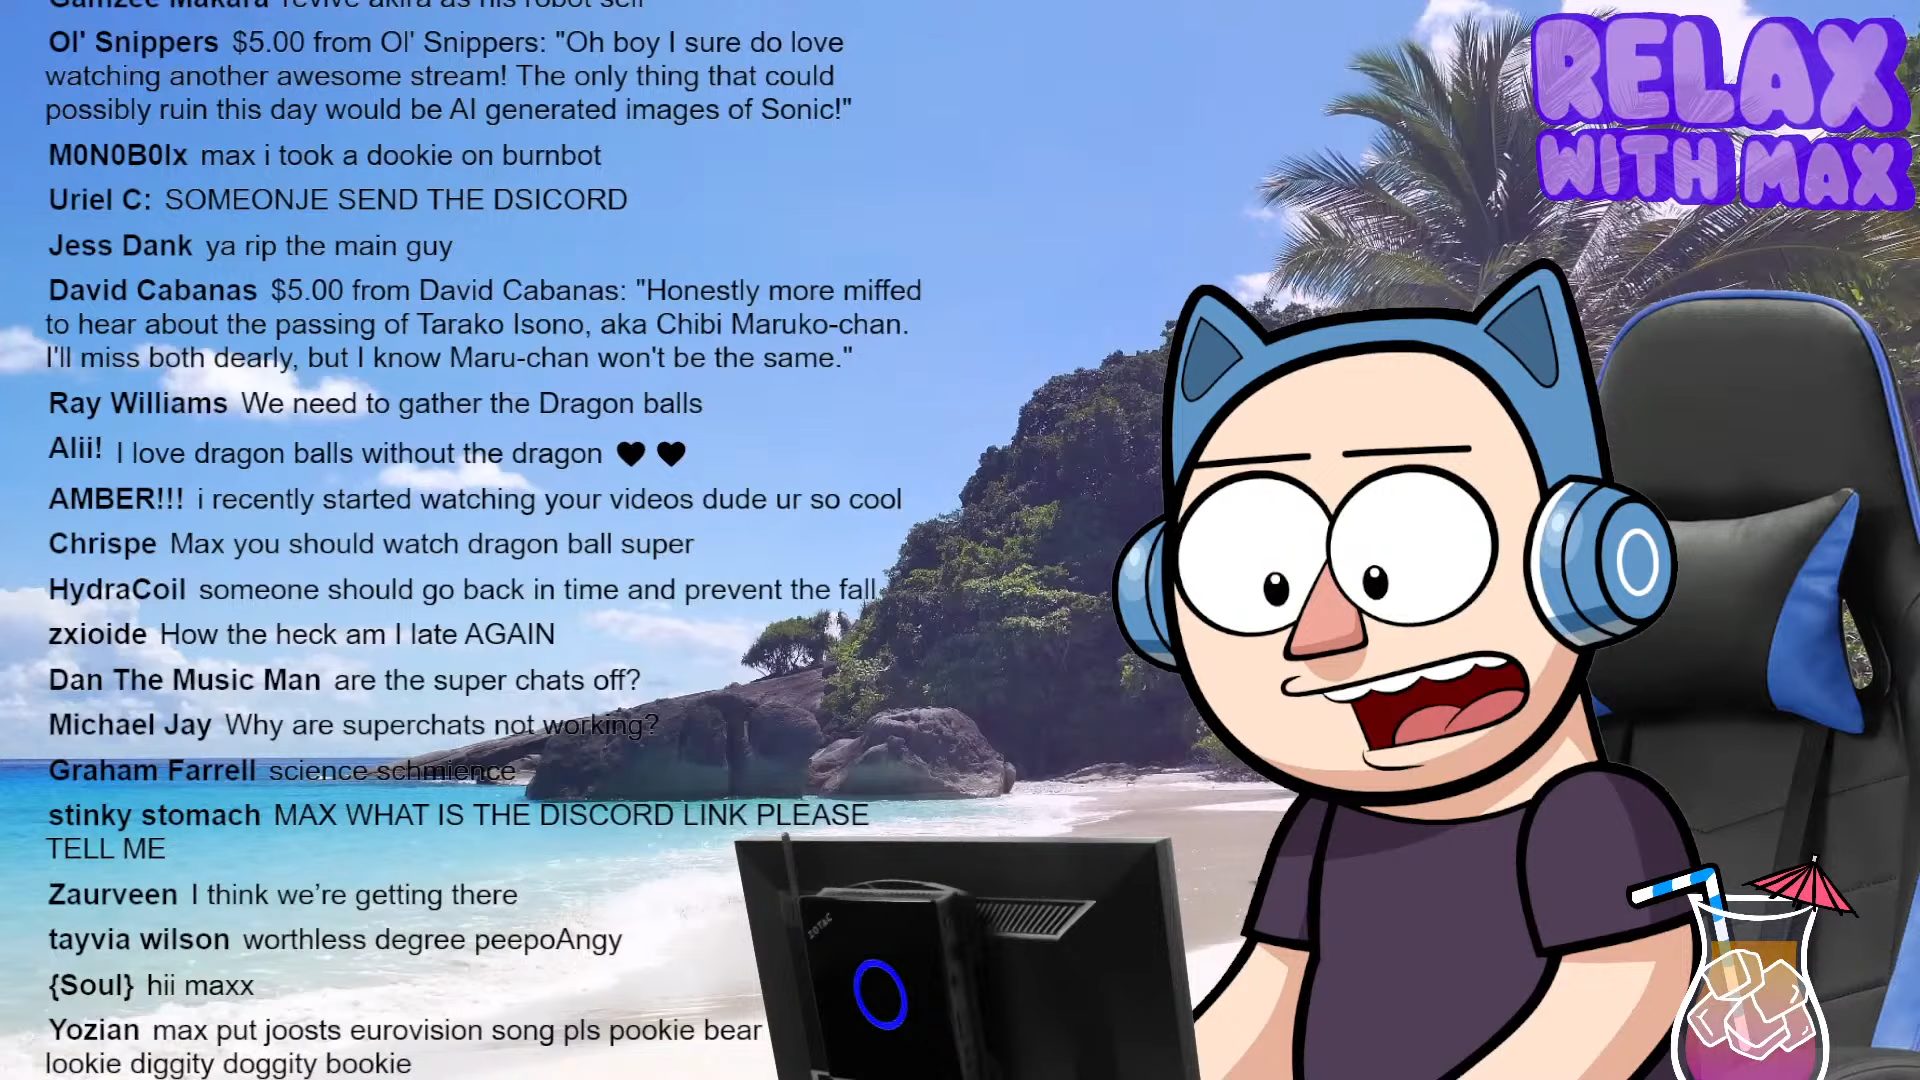 Gamzee Makara revive akira as his robot self
Ol' Snippers $5.00 from Ol' Snippers: "Oh boy I sure do love
watching another awesome stream! The only thing that could
possibly ruin this day would be AI generated images of Sonic!"
M0N0B0lx max i took a dookie on burnbot
Uriel C: SOMEONJE SEND THE DSICORD
Jess Dank ya rip the main guy
David Cabanas $5.00 from David Cabanas: "Honestly more miffed
to hear about the passing of Tarako Isono, aka Chibi Maruko-chan.
I'll miss both dearly, but I know Maru-chan won't be the same."
Ray Williams We need to gather the Dragon balls
Alii! I love dragon balls without the dragon 🖤 🖤
AMBER!!! i recently started watching your videos dude ur so cool
Chrispe Max you should watch dragon ball super
HydraCoil someone should go back in time and prevent the fall
zxioide How the heck am I late AGAIN
Dan The Music Man are the super chats off?
Michael Jay Why are superchats not working?
Graham Farrell science schmience
stinky stomach MAX WHAT IS THE DISCORD LINK PLEASE
TELL ME
Zaurveen I think we’re getting there
tayvia wilson worthless degree peepoAngy
{Soul} hii maxx
Yozian max put joosts eurovision song pls pookie bear
lookie diggity doggity bookie
RELAX
WITH MAX
ZOTAC